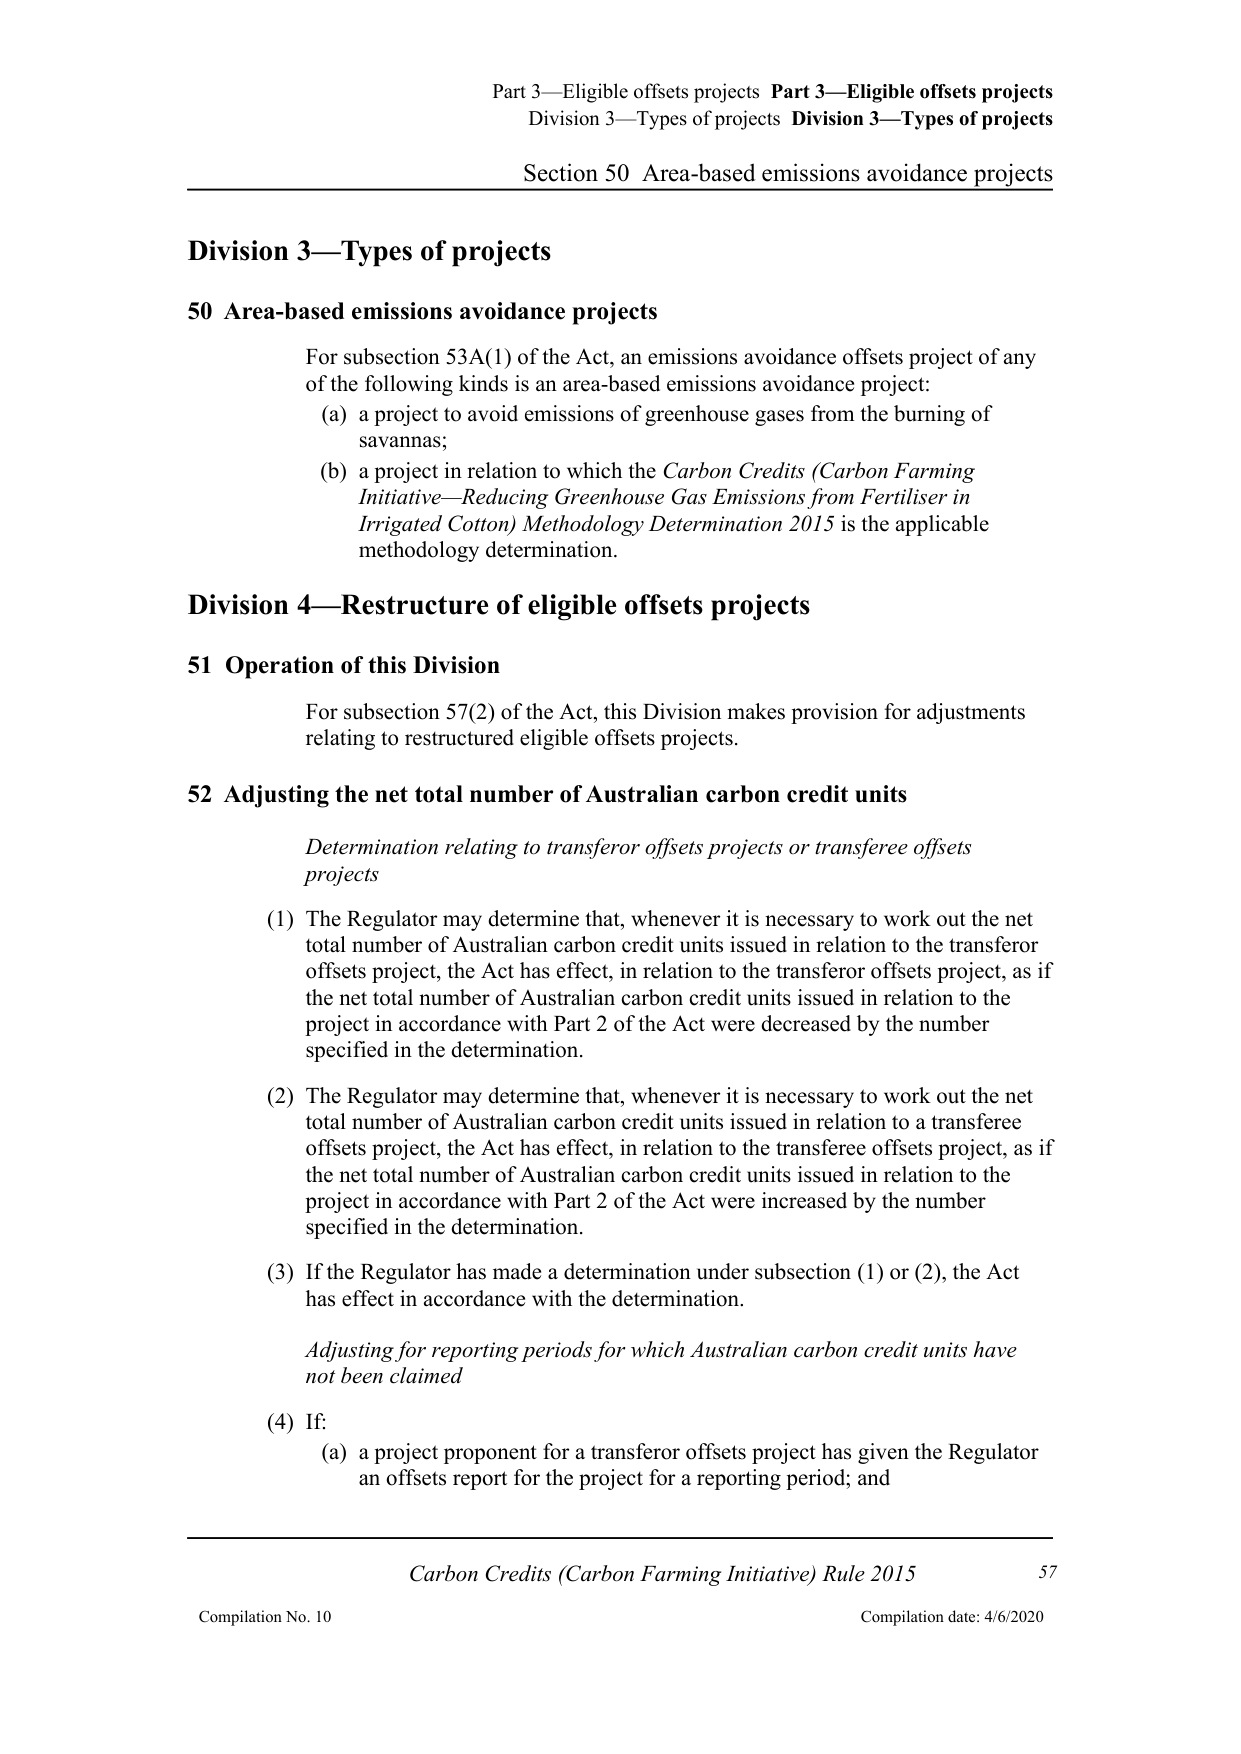 Part 3—Eligible offsets projects  Part 3—Eligible offsets projects
Division 3—Types of projects  Division 3—Types of projects
Section 50  Area-based emissions avoidance projects
Division 3—Types of projects
50  Area-based emissions avoidance projects
For subsection 53A(1) of the Act, an emissions avoidance offsets project of any
of the following kinds is an area-based emissions avoidance project:
(a) a project to avoid emissions of greenhouse gases from the burning of
savannas;
(b) a project in relation to which the Carbon Credits (Carbon Farming
Initiative—Reducing Greenhouse Gas Emissions from Fertiliser in
Irrigated Cotton) Methodology Determination 2015 is the applicable
methodology determination.
Division 4—Restructure of eligible offsets projects
51  Operation of this Division
For subsection 57(2) of the Act, this Division makes provision for adjustments
relating to restructured eligible offsets projects.
52  Adjusting the net total number of Australian carbon credit units
Determination relating to transferor offsets projects or transferee offsets
projects
(1) The Regulator may determine that, whenever it is necessary to work out the net
total number of Australian carbon credit units issued in relation to the transferor
offsets project, the Act has effect, in relation to the transferor offsets project, as if
the net total number of Australian carbon credit units issued in relation to the
project in accordance with Part 2 of the Act were decreased by the number
specified in the determination.
(2) The Regulator may determine that, whenever it is necessary to work out the net
total number of Australian carbon credit units issued in relation to a transferee
offsets project, the Act has effect, in relation to the transferee offsets project, as if
the net total number of Australian carbon credit units issued in relation to the
project in accordance with Part 2 of the Act were increased by the number
specified in the determination.
(3) If the Regulator has made a determination under subsection (1) or (2), the Act
has effect in accordance with the determination.
Adjusting for reporting periods for which Australian carbon credit units have
not been claimed
(4) If:
(a) a project proponent for a transferor offsets project has given the Regulator
an offsets report for the project for a reporting period; and
Carbon Credits (Carbon Farming Initiative) Rule 2015 57
Compilation No. 10 Compilation date: 4/6/2020